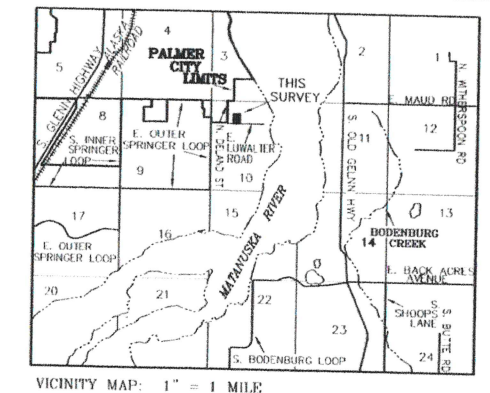 4
3
2
1
5
S. GLENN HIGHWAY
ALASKA
RAILROAD
PALMER
CITY
LIMITS
THIS
SURVEY
N. WITHERSPOON RD
E. MAUD RD
8
S. INNER
SPRINGER
LOOP
E. OUTER
SPRINGER LOOP
N. DELAND ST
E.
LUWALTER
ROAD
S. OLD GELNN HWY
11
12
9
10
17
16
15
MATANUSKA RIVER
13
14
BODENBURG
CREEK
E. OUTER
SPRINGER LOOP
E. BACK ACRES
AVENUE
20
21
22
23
24
S.
SHOOPS
LANE
S. BUTTE RD
S. BODENBURG LOOP
VICINITY MAP: 1" = 1 MILE